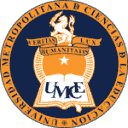 UNIVERSIDAD METROPOLITANA DE CIENCIAS DE LA EDUCACION
VERITAS LUX
HUMANITATIS
UMCE